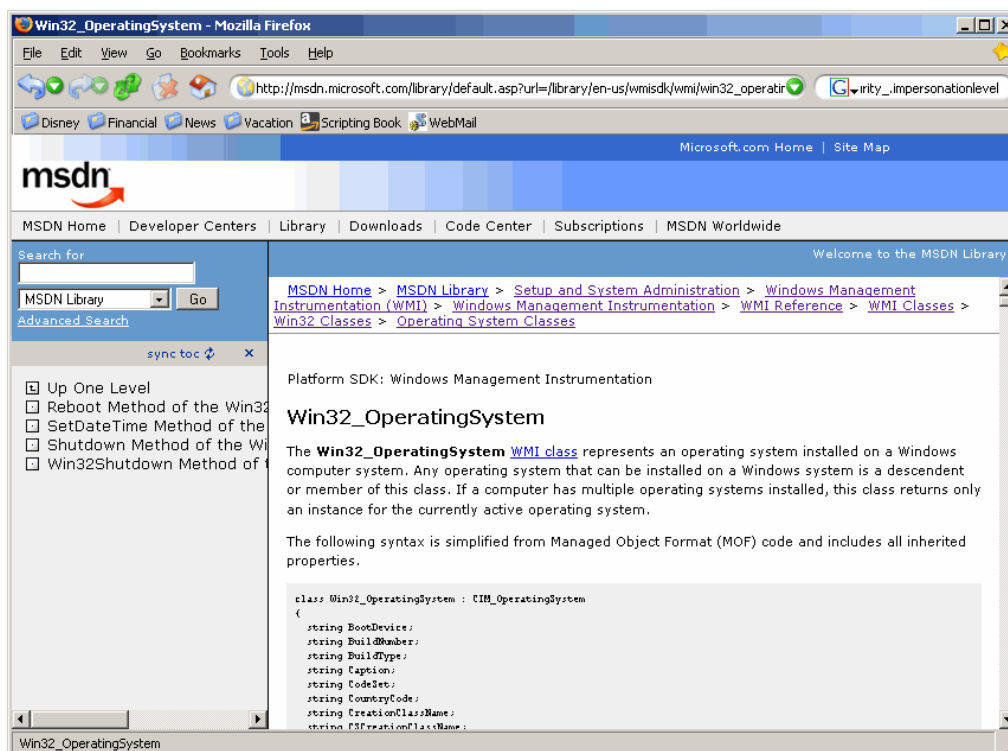 Win32_OperatingSystem - Mozilla Firefox
File Edit View Go Bookmarks Tools Help
http://msdn.microsoft.com/library/default.asp?url=/library/en-us/wmisdk/wmi/win32_operatin
G irity_.impersonationlevel
Disney Financial News Vacation Scripting Book WebMail
Microsoft.com Home | Site Map
msdn
MSDN Home | Developer Centers | Library | Downloads | Code Center | Subscriptions | MSDN Worldwide
Search for
MSDN Library Go
Advanced Search
sync toc
Up One Level
Reboot Method of the Win32
SetDateTime Method of the
Shutdown Method of the Wi
Win32Shutdown Method of t
Welcome to the MSDN Library
MSDN Home > MSDN Library > Setup and System Administration > Windows Management
Instrumentation (WMI) > Windows Management Instrumentation > WMI Reference > WMI Classes >
Win32 Classes > Operating System Classes
Platform SDK: Windows Management Instrumentation
Win32_OperatingSystem
The Win32_OperatingSystem WMI class represents an operating system installed on a Windows
computer system. Any operating system that can be installed on a Windows system is a descendent
or member of this class. If a computer has multiple operating systems installed, this class returns only
an instance for the currently active operating system.
The following syntax is simplified from Managed Object Format (MOF) code and includes all inherited
properties.
class Win32_OperatingSystem : CIM_OperatingSystem
{
string BootDevice;
string BuildNumber;
string BuildType;
string Caption;
string CodeSet;
string CountryCode;
string CreationClassName;
string CSCreationClassName;
Win32_OperatingSystem